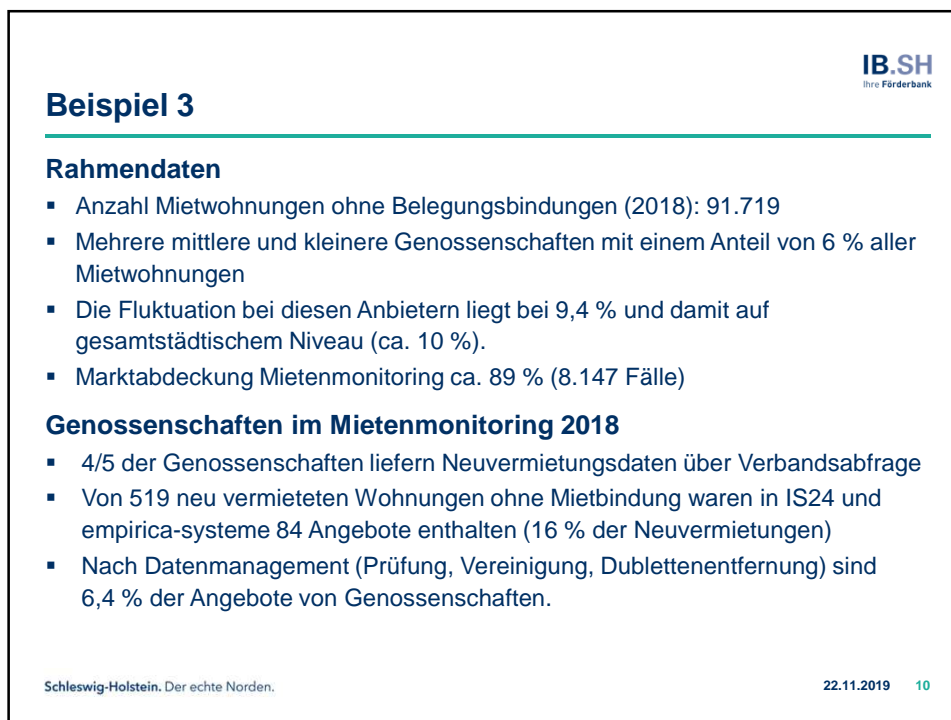 IB.SH
Ihre Förderbank
Beispiel 3
Rahmendaten
▪ Anzahl Mietwohnungen ohne Belegungsbindungen (2018): 91.719
▪ Mehrere mittlere und kleinere Genossenschaften mit einem Anteil von 6 % aller
Mietwohnungen
▪ Die Fluktuation bei diesen Anbietern liegt bei 9,4 % und damit auf
gesamtstädtischem Niveau (ca. 10 %).
▪ Marktabdeckung Mietenmonitoring ca. 89 % (8.147 Fälle)
Genossenschaften im Mietenmonitoring 2018
▪ 4/5 der Genossenschaften liefern Neuvermietungsdaten über Verbandsabfrage
▪ Von 519 neu vermieteten Wohnungen ohne Mietbindung waren in IS24 und
empirica-systeme 84 Angebote enthalten (16 % der Neuvermietungen)
▪ Nach Datenmanagement (Prüfung, Vereinigung, Dublettenentfernung) sind
6,4 % der Angebote von Genossenschaften.
Schleswig-Holstein. Der echte Norden.
22.11.2019 10